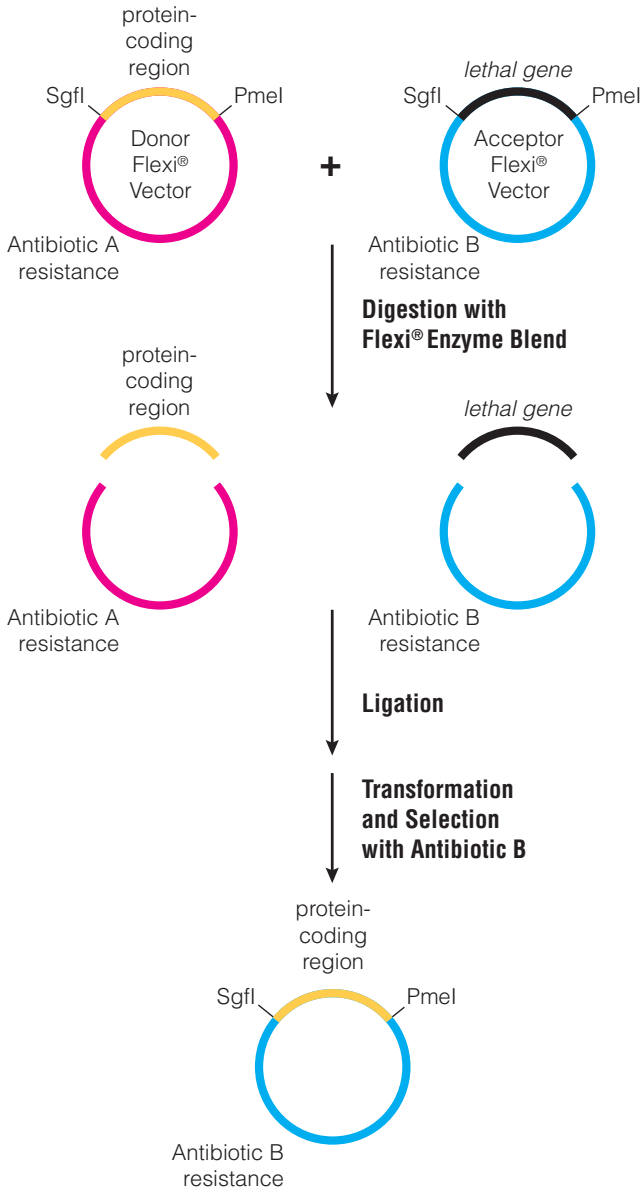 protein-
coding
region
SgfI
PmeI
Donor
Flexi®
Vector
Antibiotic A
resistance
+
lethal gene
SgfI
PmeI
Acceptor
Flexi®
Vector
Antibiotic B
resistance
Digestion with
Flexi® Enzyme Blend
protein-
coding
region
Antibiotic A
resistance
lethal gene
Antibiotic B
resistance
Ligation
Transformation
and Selection
with Antibiotic B
protein-
coding
region
SgfI
PmeI
Antibiotic B
resistance